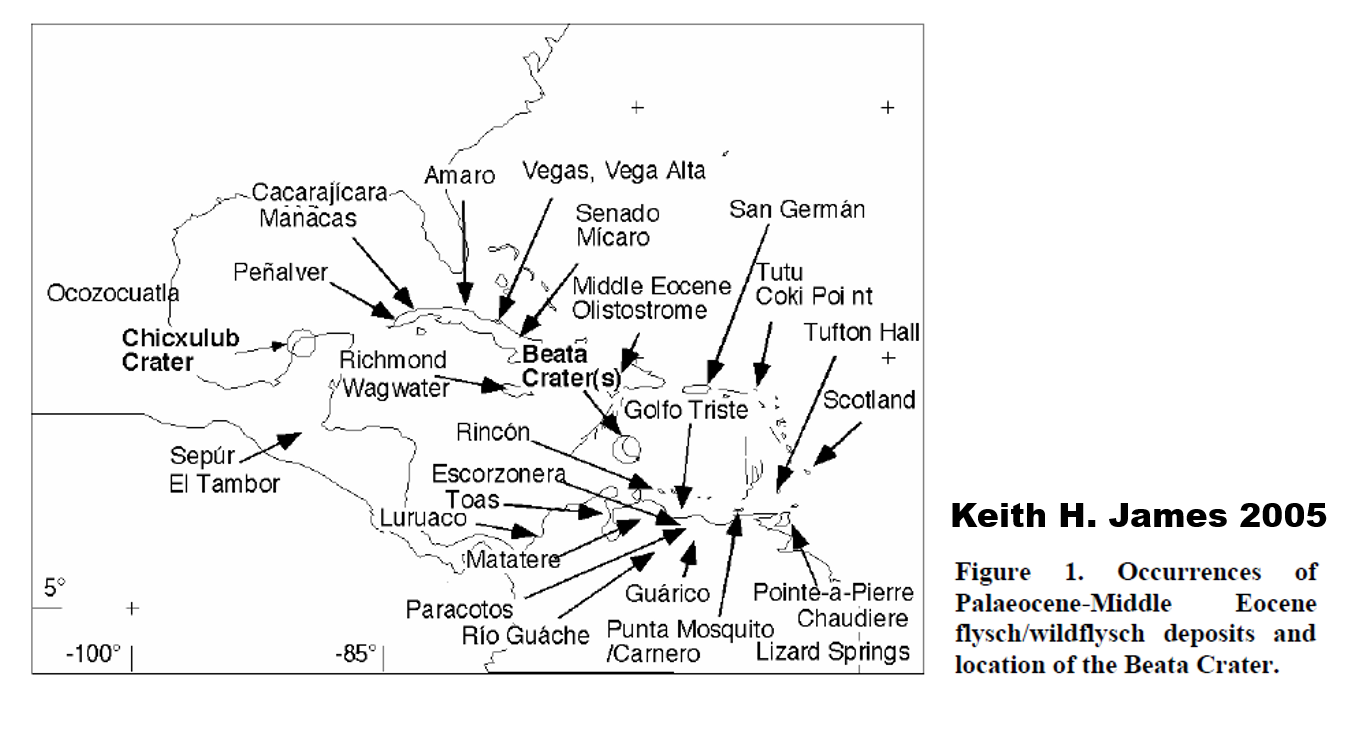 Amaro
Vegas, Vega Alta
Cacarajícara
Manacas
Senado
Mícaro
San Germán
Peñalver
Middle Eocene
Olistostrome
Tutu
Coki Poi nt
Ococozuatla
Chicxulub
Crater
Tufton Hall
Richmond
Wagwater
Beata
Crater(s)
Golfo Triste
Scotland
Rincón
Sepúr
El Tambor
Escorzonera
Toas
Luruaco
Matatere
Paracotos
Río Guáche
Guárico
Punta Mosquito
/Carnero
Pointe-a-Pierre
Chaudiere
Lizard Springs
5°
-100°
-85°
Keith H. James 2005
Figure 1. Occurrences of
Palaeocene-Middle Eocene
flysch/wildflysch deposits and
location of the Beata Crater.